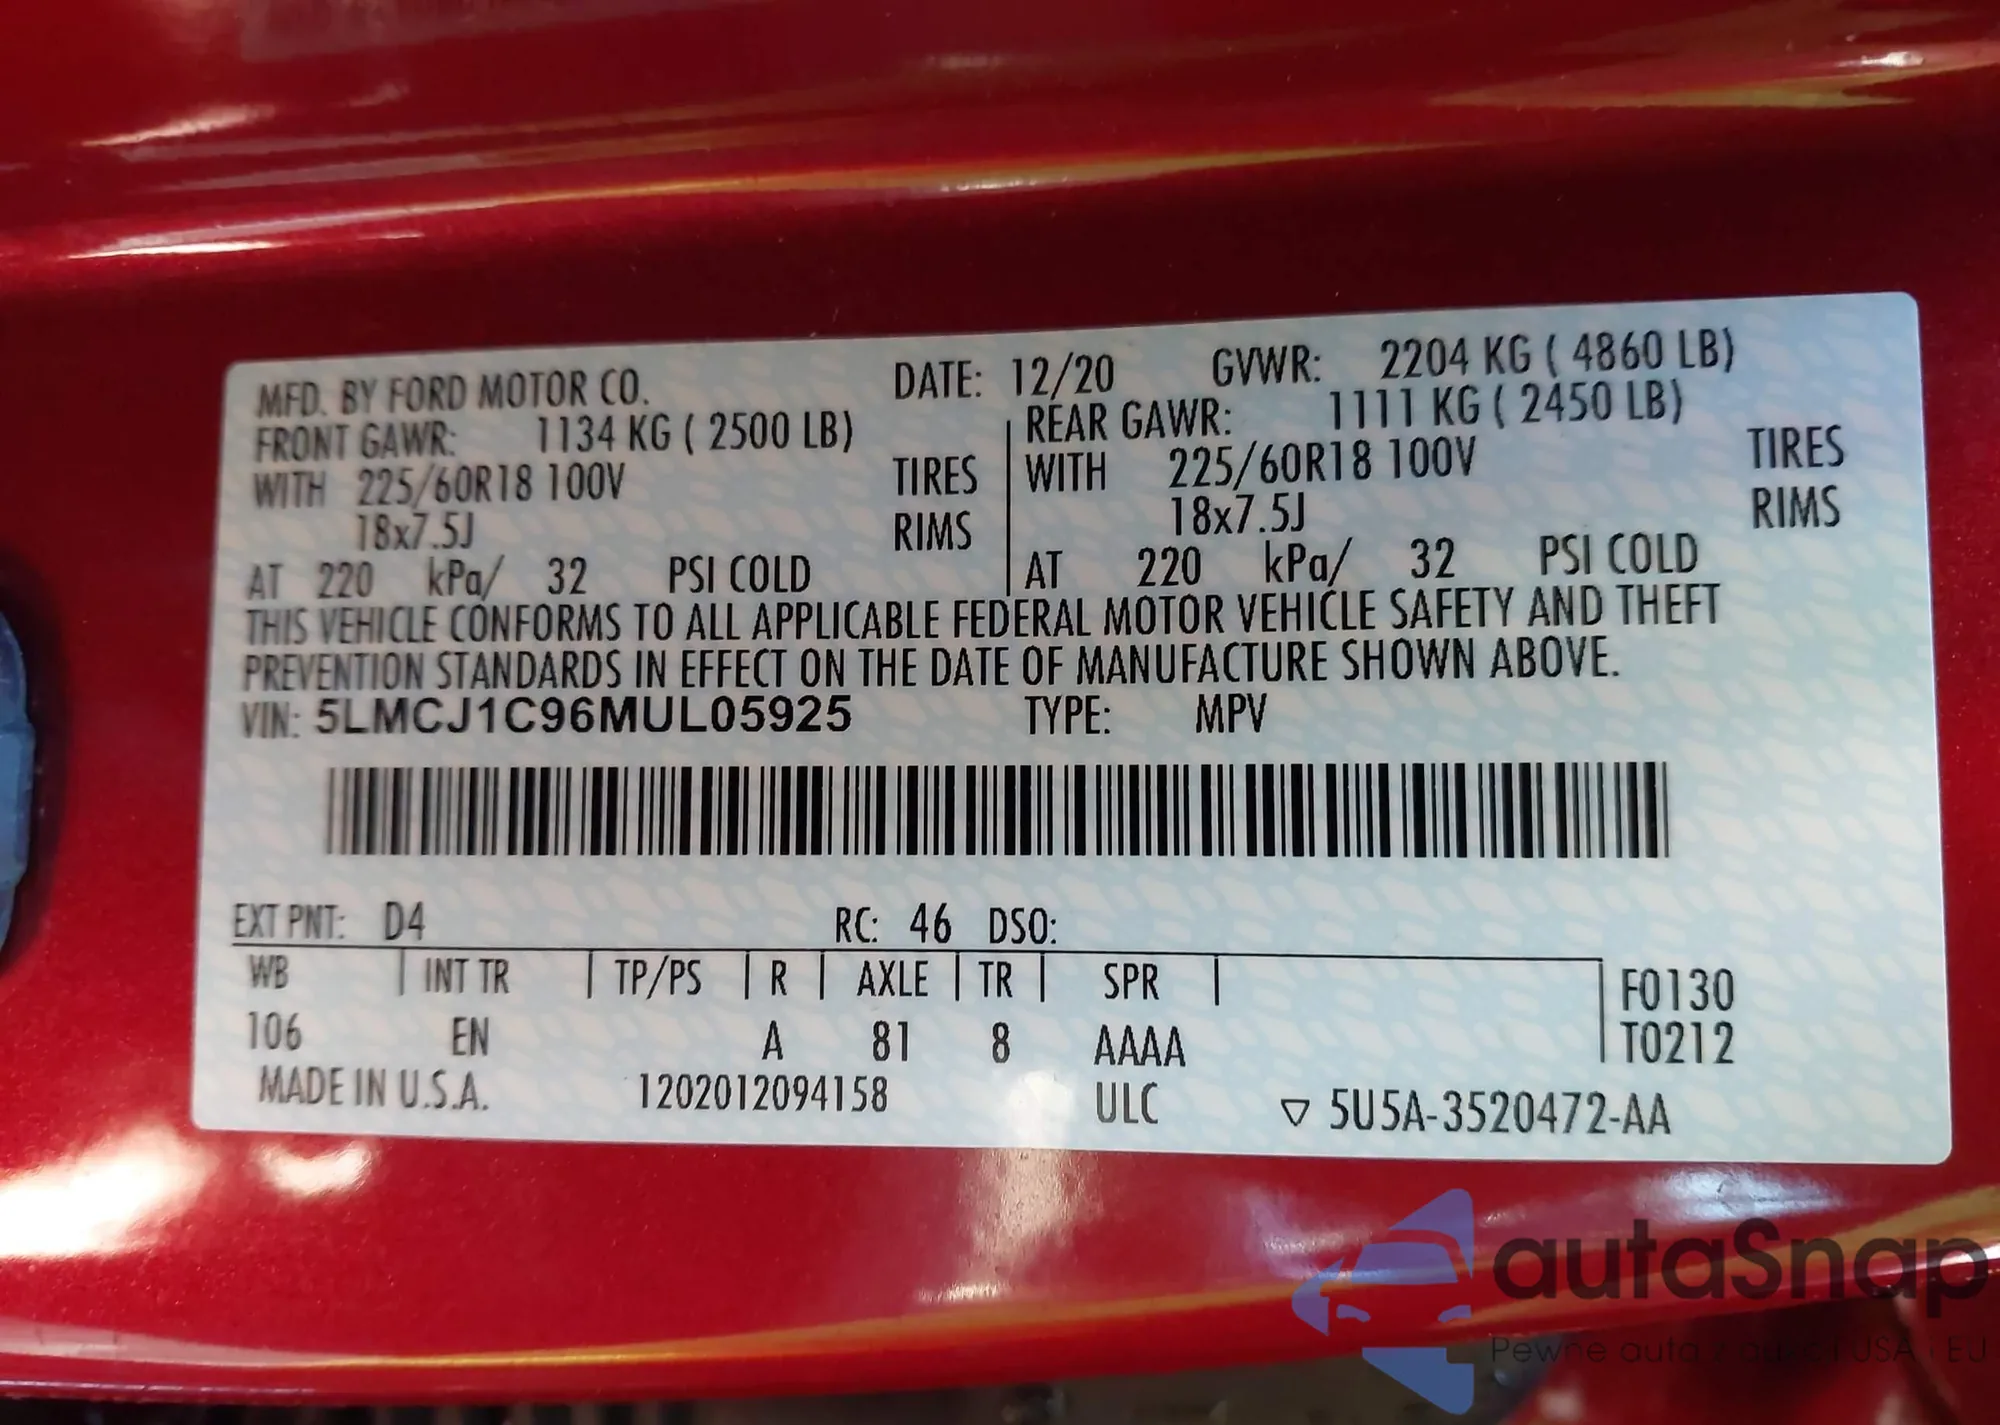 MFD. BY FORD MOTOR CO. DATE: 12/20 GVWR: 2204 KG ( 4860 LB)
FRONT GAWR: 1134 KG ( 2500 LB) REAR GAWR: 1111 KG ( 2450 LB)
WITH 225/60R18 100V TIRES WITH 225/60R18 100V TIRES
18x7.5J RIMS 18x7.5J RIMS
AT 220 kPa/ 32 PSI COLD AT 220 kPa/ 32 PSI COLD
THIS VEHICLE CONFORMS TO ALL APPLICABLE FEDERAL MOTOR VEHICLE SAFETY AND THEFT
PREVENTION STANDARDS IN EFFECT ON THE DATE OF MANUFACTURE SHOWN ABOVE.
VIN: 5LMCJ1C96MUL05925 TYPE: MPV
EXT PNT: D4 RC: 46 DSO:
WB INT TR TP/PS R AXLE TR SPR F0130
106 EN A 81 8 AAAA T0212
MADE IN U.S.A. 1202012094158 ULC ▽ 5U5A-3520472-AA
autaSnap
Pewne auta z aukcji USA i EU